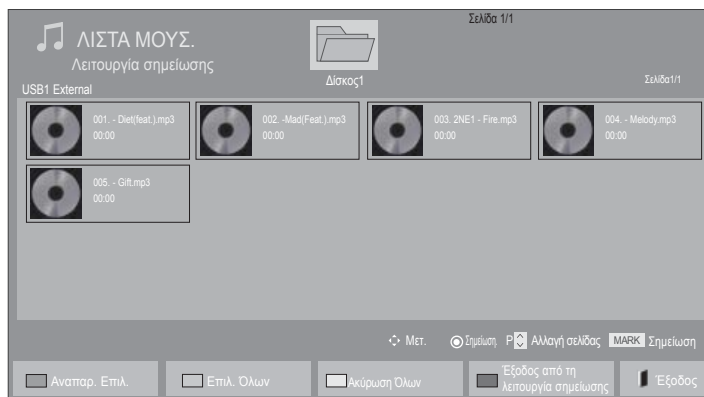 Σελίδα 1/1
ΛΙΣΤΑ ΜΟΥΣ.
Λειτουργία σημείωσης
Δίσκος1
Σελίδα1/1
USB1 External
001. - Diet(feat.).mp3
00:00
002. -Mad(Feat.).mp3
00:00
003. 2NE1 - Fire.mp3
00:00
004. - Melody.mp3
00:00
005. - Gift.mp3
00:00
Μετ. Σημείωση. P Αλλαγή σελίδας MARK Σημείωση
Αναπαρ. Επιλ.
Επιλ. Όλων
Ακύρωση Όλων
Έξοδος από τη
λειτουργία σημείωσης
Έξοδος